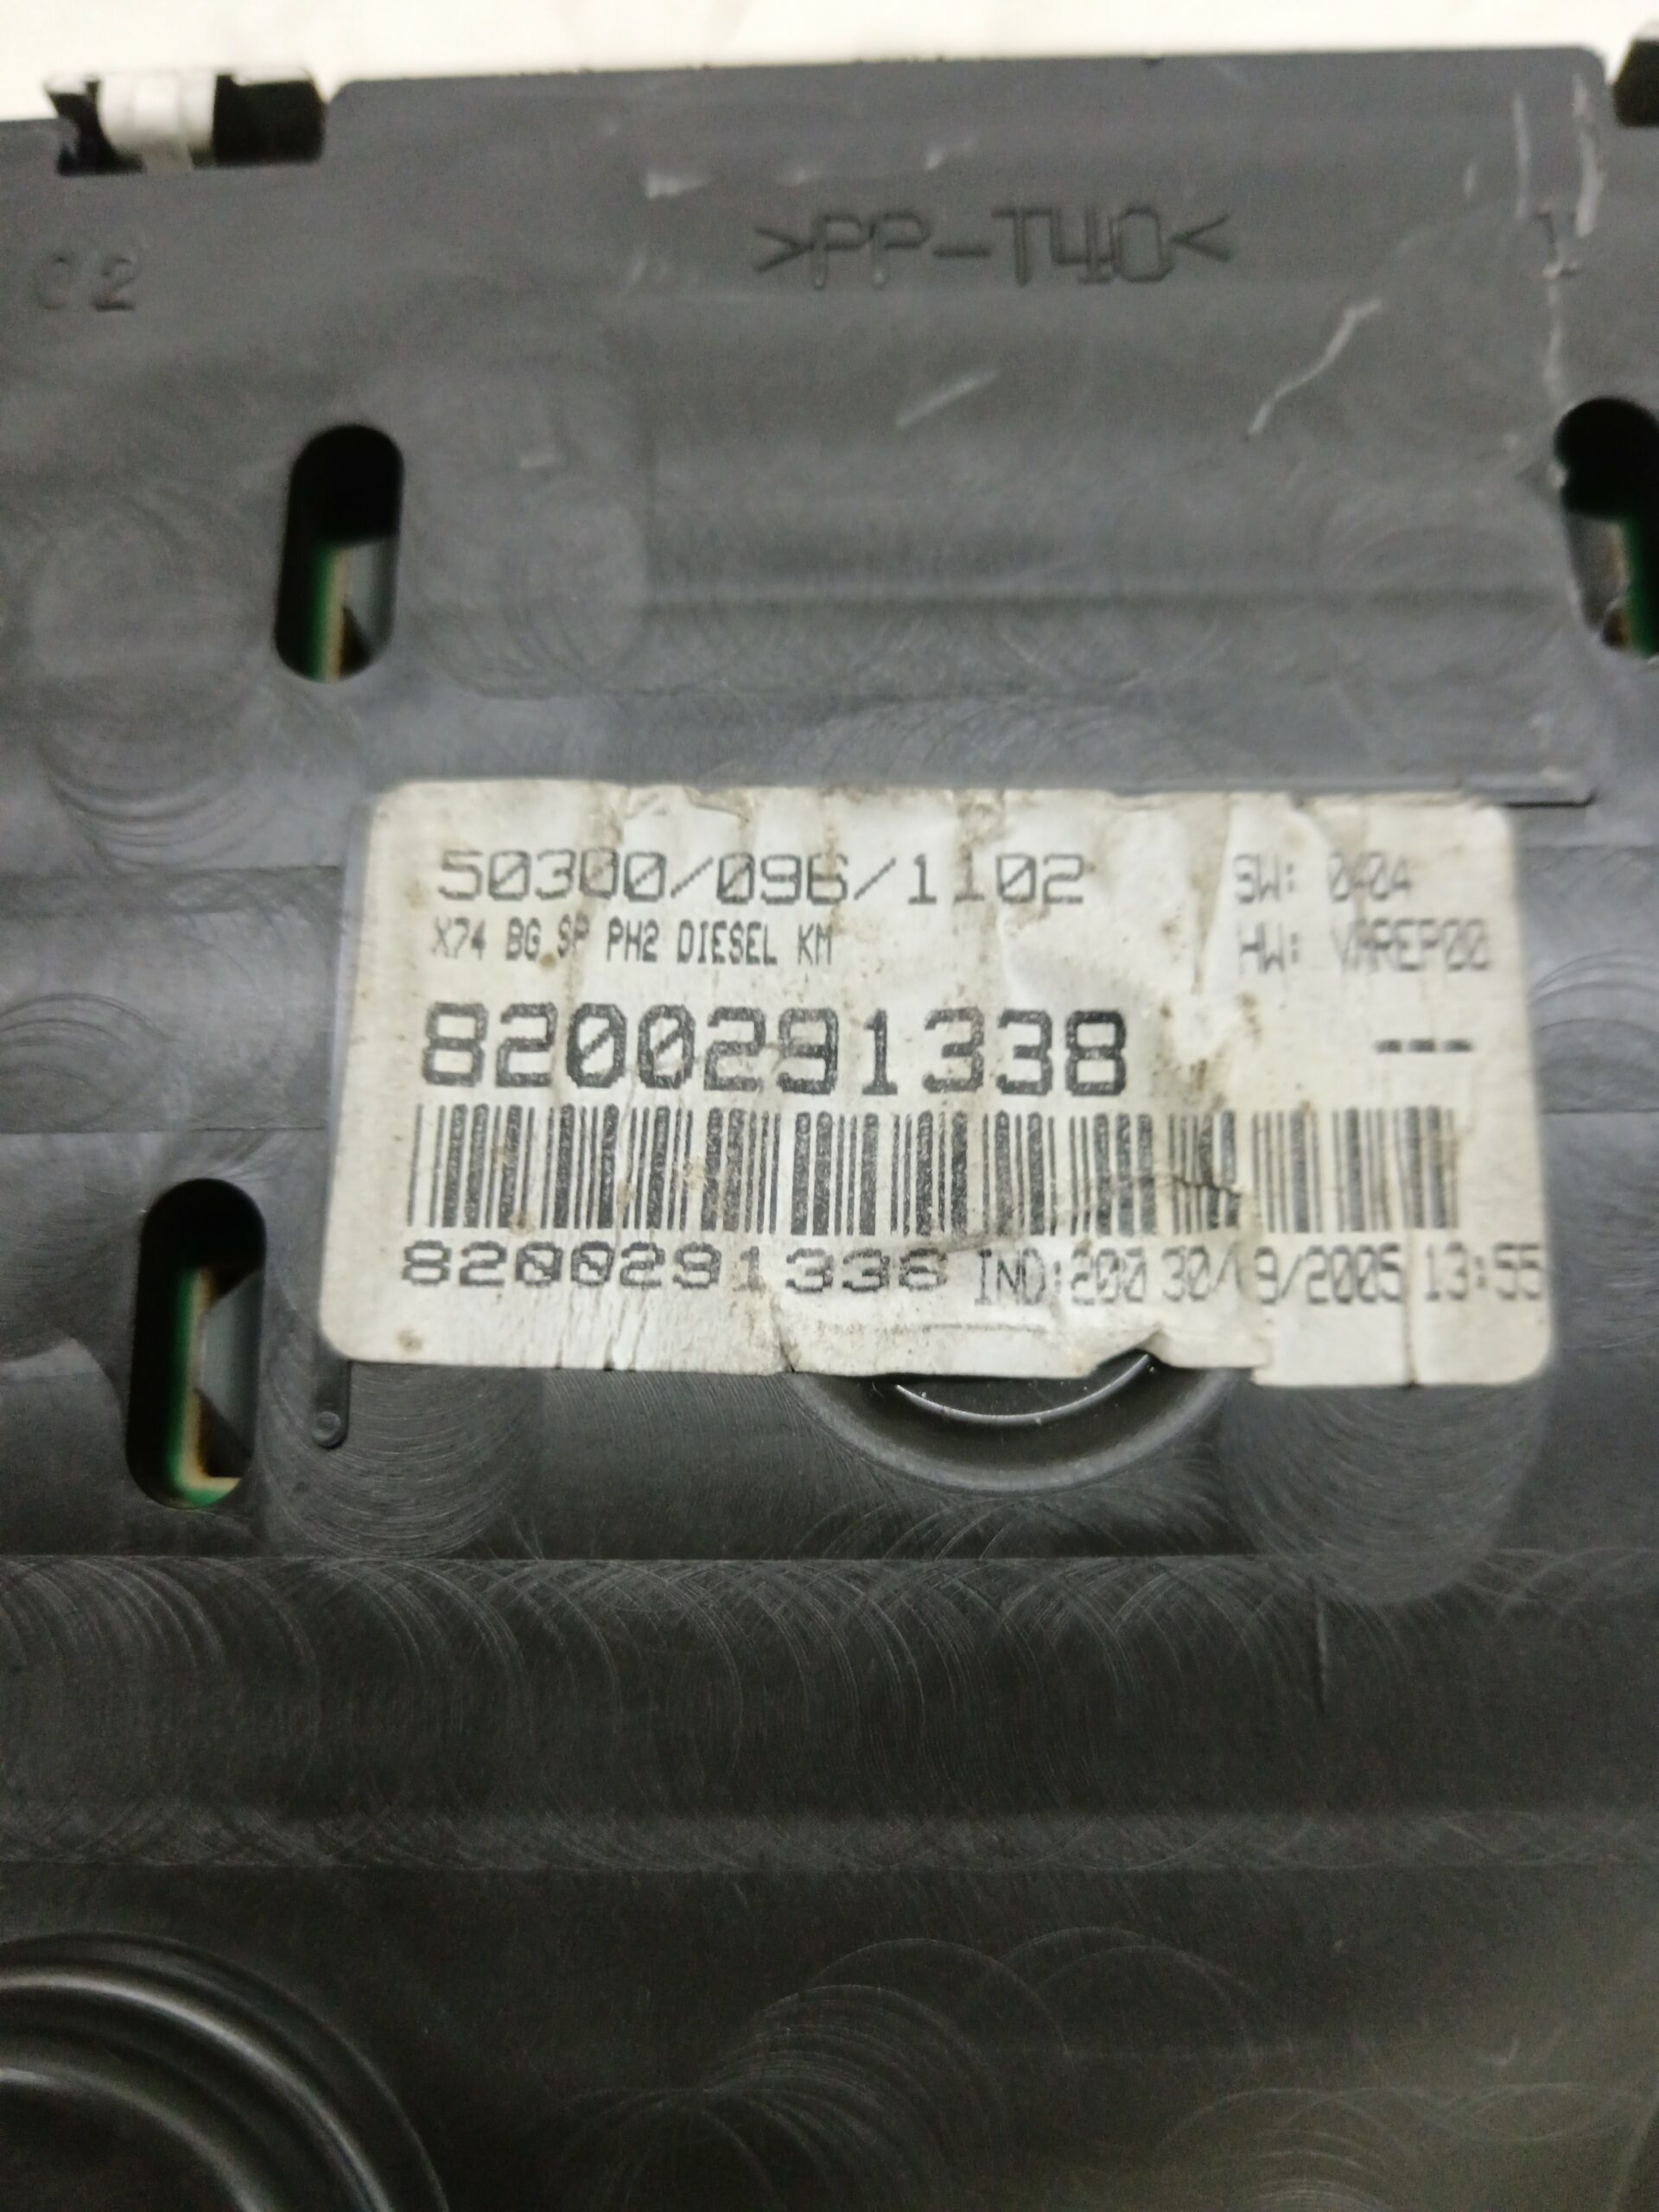 >PP-T40<
02
50300/096/1102 SW: 0404
X74 BG SP PH2 DIESEL KM HW: VAREP00
8200291338 ---
8200291338 IND:200 30/09/2005 13:55